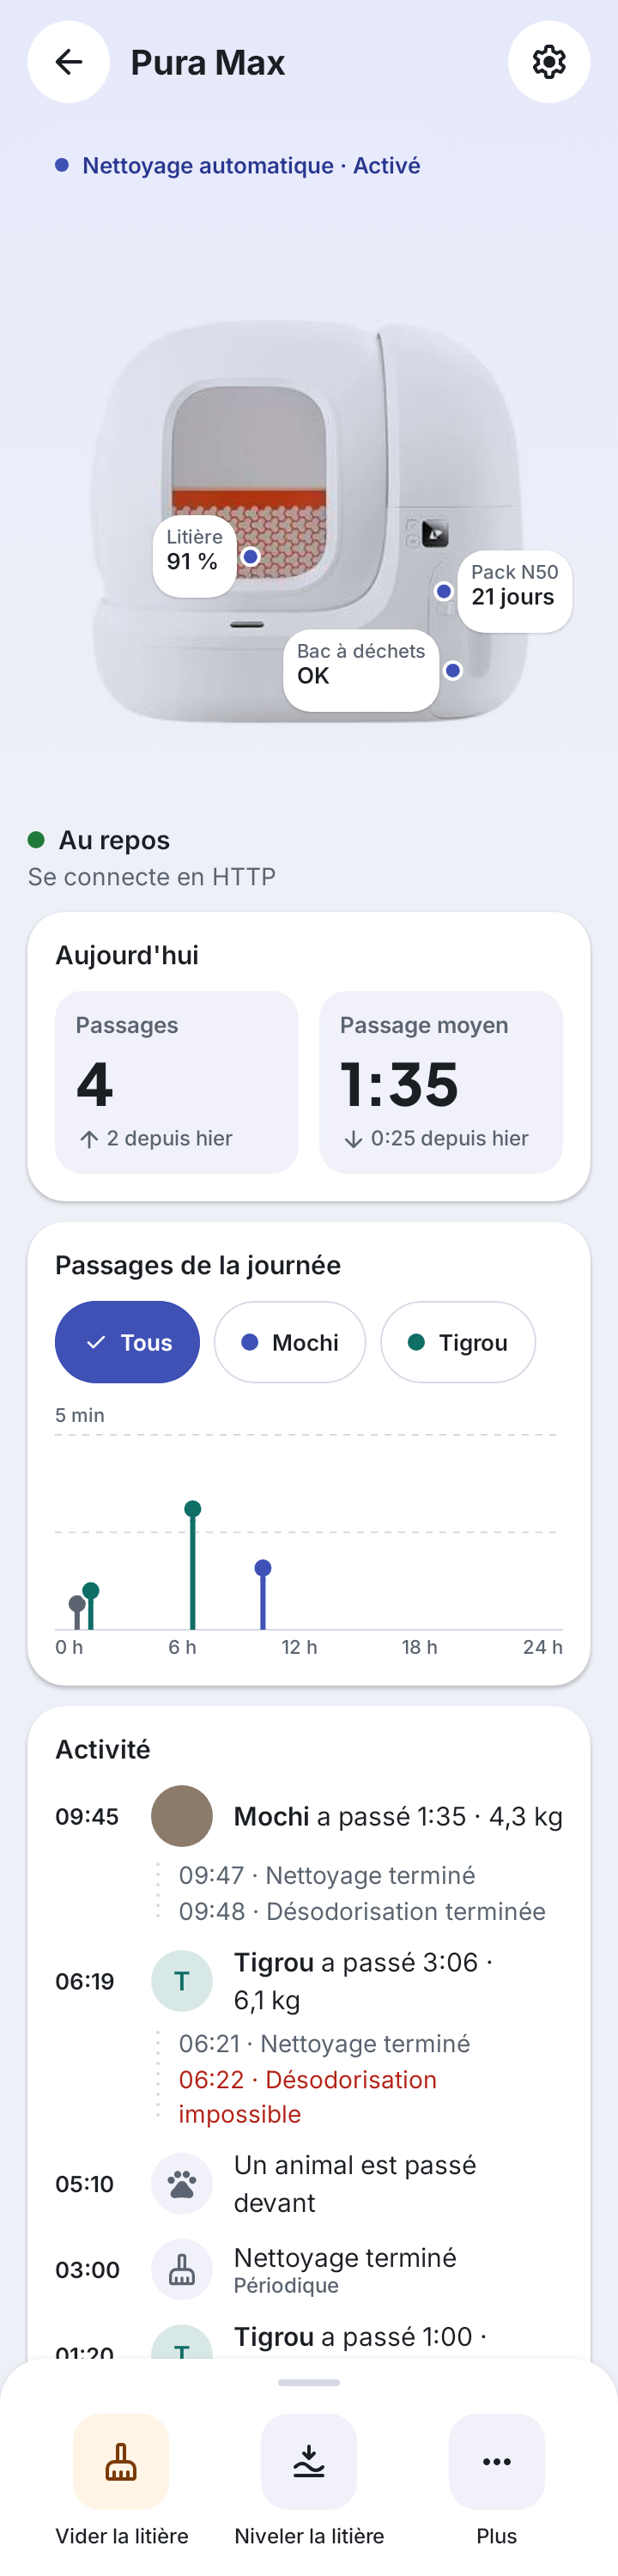 Pura Max
Nettoyage automatique · Activé
Litière
91 %
Pack N50
21 jours
Bac à déchets
OK
Au repos
Se connecte en HTTP
Aujourd'hui
Passages
4
↑ 2 depuis hier
Passage moyen
1:35
↓ 0:25 depuis hier
Passages de la journée
Tous
Mochi
Tigrou
5 min
0 h 6 h 12 h 18 h 24 h
Activité
09:45 Mochi a passé 1:35 · 4,3 kg
09:47 · Nettoyage terminé
09:48 · Désodorisation terminée
06:19 T Tigrou a passé 3:06 ·
6,1 kg
06:21 · Nettoyage terminé
06:22 · Désodorisation
impossible
05:10 Un animal est passé
devant
03:00 Nettoyage terminé
Périodique
01:20 T Tigrou a passé 1:00 ·
Vider la litière
Niveler la litière
Plus